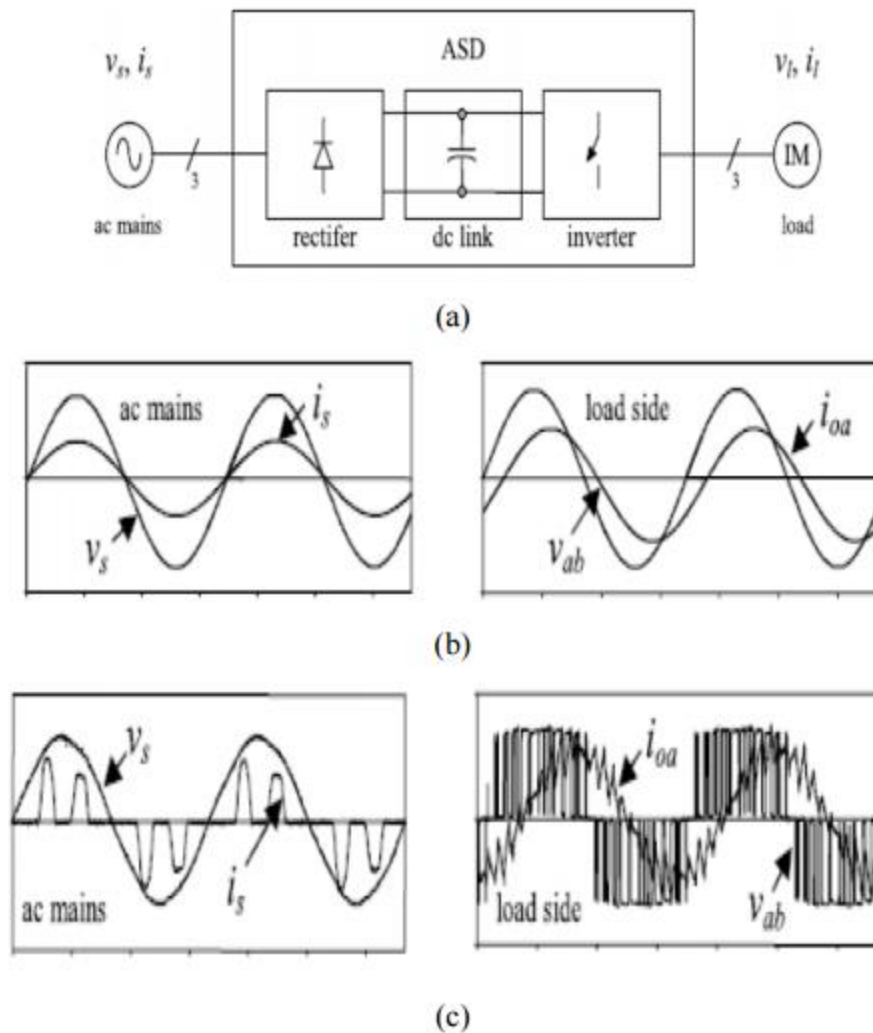 ASD
vs, is
vl, il
3
3
IM
ac mains
rectifer
dc link
inverter
load
(a)
ac mains
is
vs
load side
ioa
vab
(b)
vs
is
ac mains
ioa
load side
vab
(c)